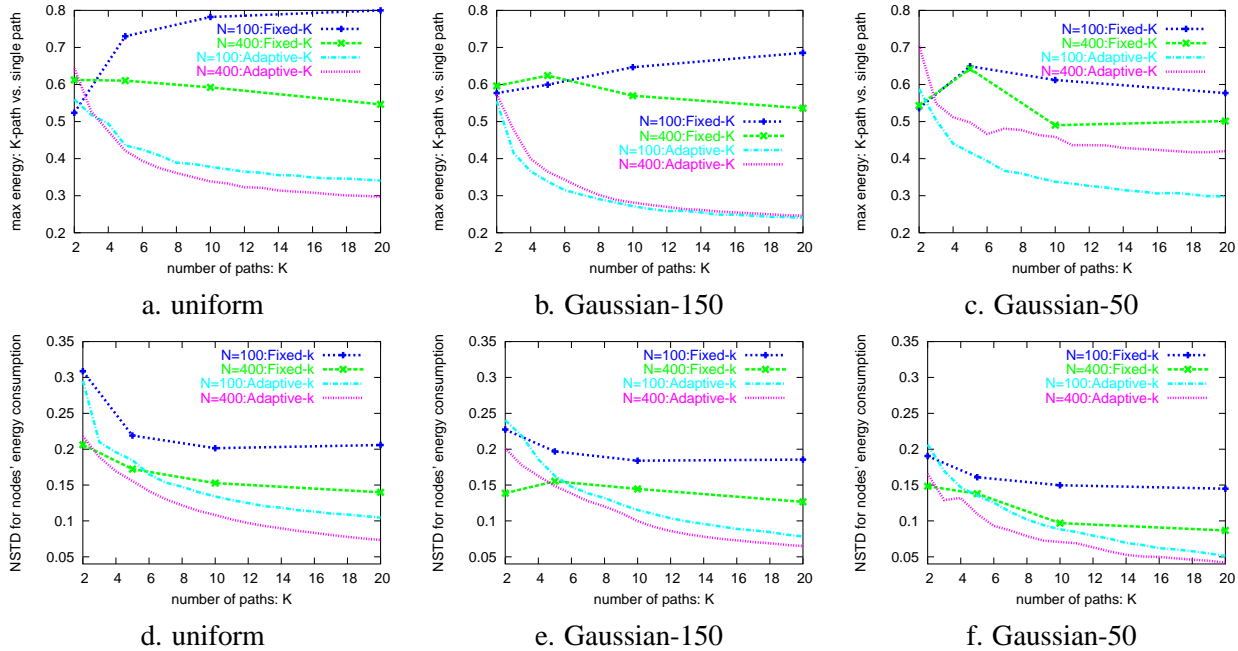 max energy: K-path vs. single path
0.8
0.7
0.6
0.5
0.4
0.3
0.2
N=100:Fixed-K
N=400:Fixed-K
N=100:Adaptive-K
N=400:Adaptive-K
2 4 6 8 10 12 14 16 18 20
number of paths: K
a. uniform
max energy: K-path vs. single path
0.8
0.7
0.6
0.5
0.4
0.3
0.2
N=100:Fixed-K
N=400:Fixed-K
N=100:Adaptive-K
N=400:Adaptive-K
2 4 6 8 10 12 14 16 18 20
number of paths: K
b. Gaussian-150
max energy: K-path vs. single path
0.8
0.7
0.6
0.5
0.4
0.3
0.2
N=100:Fixed-K
N=400:Fixed-K
N=100:Adaptive-K
N=400:Adaptive-K
2 4 6 8 10 12 14 16 18 20
number of paths: K
c. Gaussian-50
NSTD for nodes' energy consumption
0.35
0.3
0.25
0.2
0.15
0.1
0.05
N=100:Fixed-k
N=400:Fixed-k
N=100:Adaptive-k
N=400:Adaptive-k
2 4 6 8 10 12 14 16 18 20
number of paths: K
d. uniform
NSTD for nodes' energy consumption
0.35
0.3
0.25
0.2
0.15
0.1
0.05
N=100:Fixed-k
N=400:Fixed-k
N=100:Adaptive-k
N=400:Adaptive-k
2 4 6 8 10 12 14 16 18 20
number of paths: K
e. Gaussian-150
NSTD for nodes' energy consumption
0.35
0.3
0.25
0.2
0.15
0.1
0.05
N=100:Fixed-k
N=400:Fixed-k
N=100:Adaptive-k
N=400:Adaptive-k
2 4 6 8 10 12 14 16 18 20
number of paths: K
f. Gaussian-50